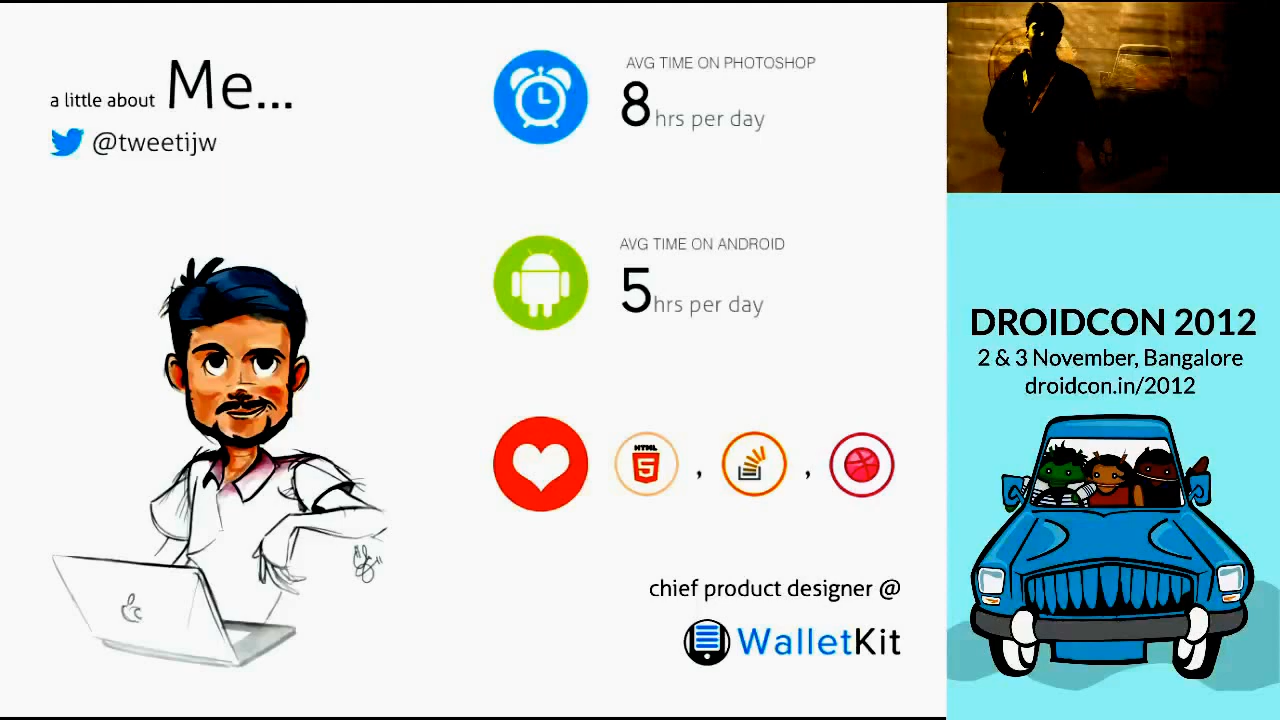 a little about Me...
@tweetijw
AVG TIME ON PHOTOSHOP
8 hrs per day
AVG TIME ON ANDROID
5 hrs per day
HTML
5
, ,
chief product designer @
WalletKit
DROIDCON 2012
2 & 3 November, Bangalore
droidcon.in/2012